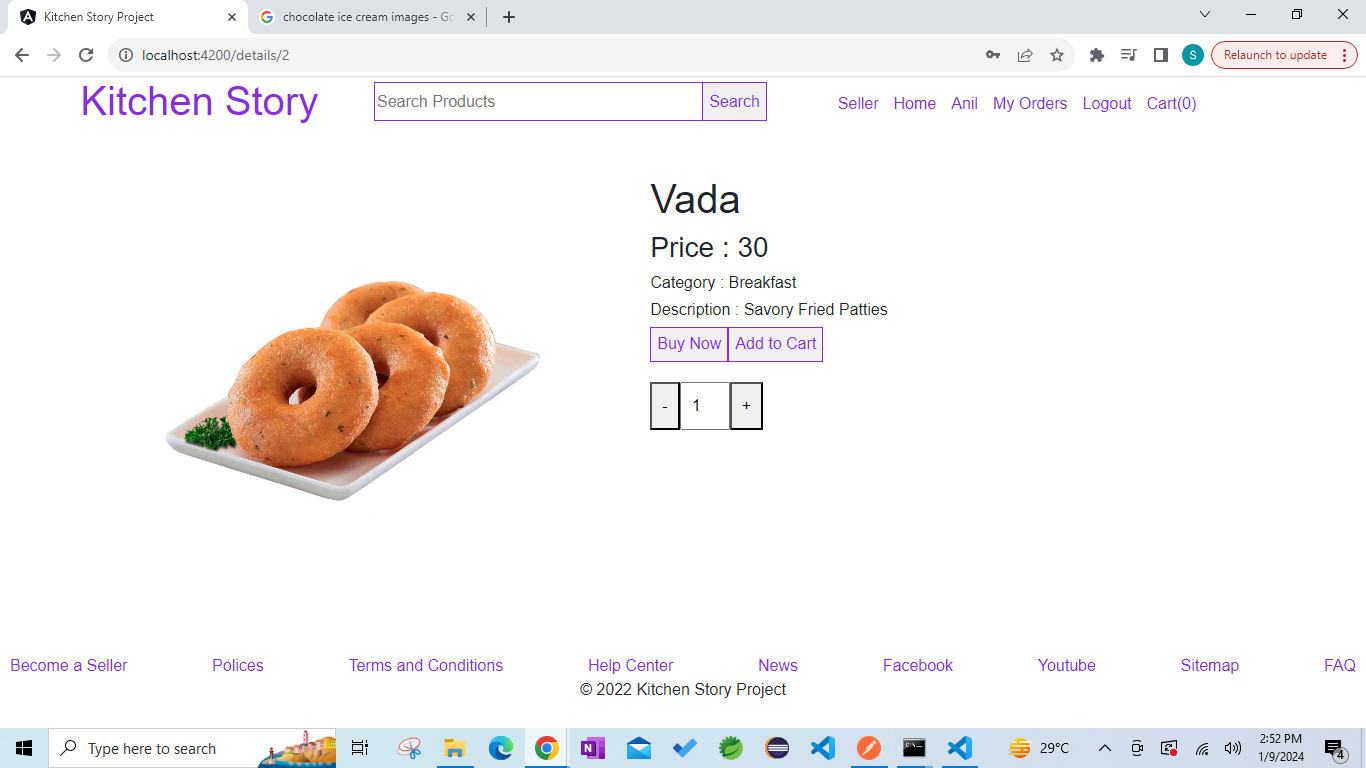 Kitchen Story Project
chocolate ice cream images - Go
localhost:4200/details/2
S
Relaunch to update
Kitchen Story
Search Products
Search
Seller Home Anil My Orders Logout Cart(0)
Vada
Price : 30
Category : Breakfast
Description : Savory Fried Patties
Buy Now Add to Cart
- 1 +
Become a Seller Polices Terms and Conditions Help Center News Facebook Youtube Sitemap FAQ
© 2022 Kitchen Story Project
Type here to search
29°C
2:52 PM
1/9/2024
4